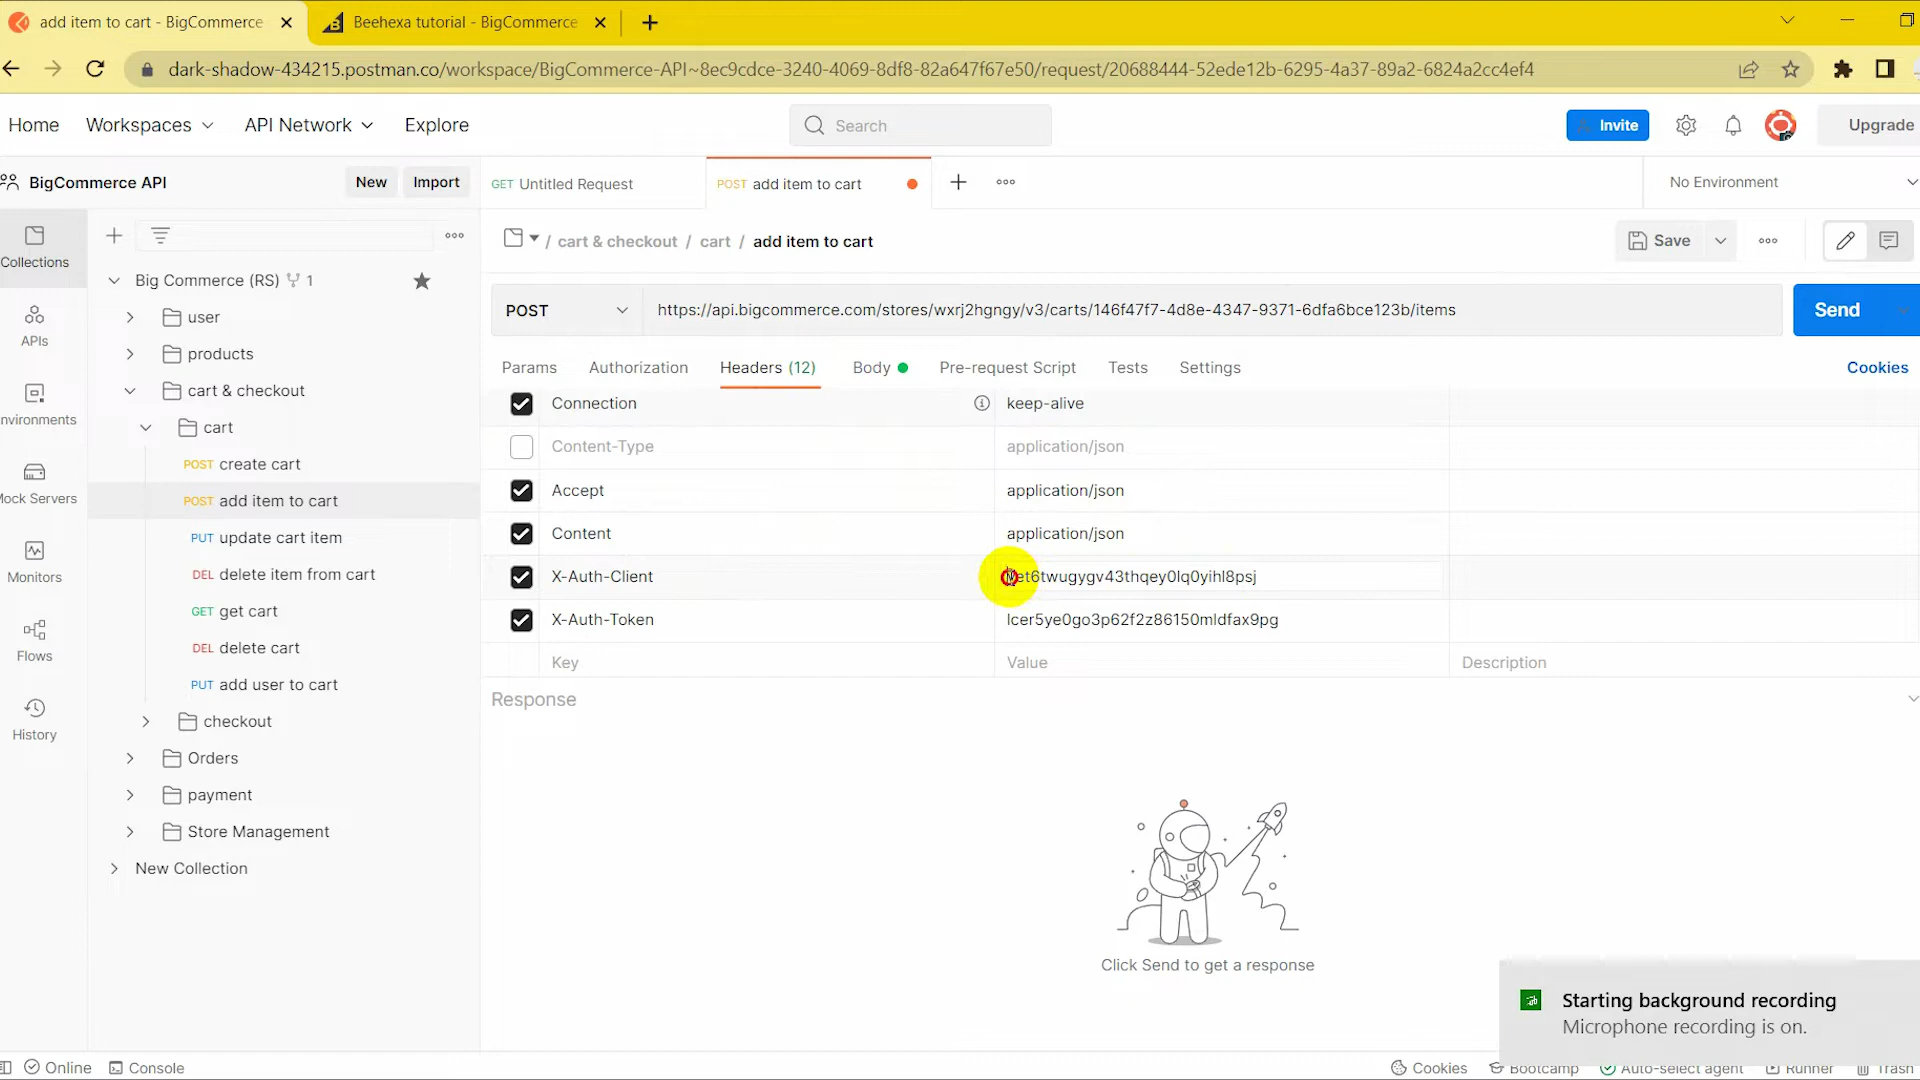 add item to cart - BigCommerce
Beehexa tutorial - BigCommerce
dark-shadow-434215.postman.co/workspace/BigCommerce-API~8ec9cdce-3240-4069-8df8-82a647f67e50/request/20688444-52ede12b-6295-4a37-89a2-6824a2cc4ef4
Home Workspaces API Network Explore
Search
Invite
Upgrade
BigCommerce API
New Import
GET Untitled Request
POST add item to cart
No Environment
Collections
APIs
nvironments
lock Servers
Monitors
Flows
History
Big Commerce (RS) 1
user
products
cart & checkout
cart
POST create cart
POST add item to cart
PUT update cart item
DEL delete item from cart
GET get cart
DEL delete cart
PUT add user to cart
checkout
Orders
payment
Store Management
New Collection
/ cart & checkout / cart / add item to cart
Save
POST https://api.bigcommerce.com/stores/wxrj2hgngy/v3/carts/146f47f7-4d8e-4347-9371-6dfa6bce123b/items
Send
Params Authorization Headers (12) Body Pre-request Script Tests Settings
Cookies
Connection keep-alive
Content-Type application/json
Accept application/json
Content application/json
X-Auth-Client
X-Auth-Token lcer5ye0go3p62f2z86150mldfax9pg
Key Value Description
Response
Click Send to get a response
Starting background recording
Microphone recording is on.
Online Console
Cookies Bootcamp Auto-select agent Runner Trash